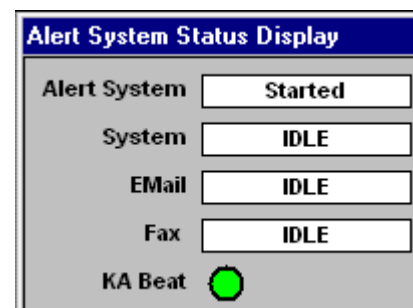 Alert System Status Display
Alert System Started
System IDLE
EMail IDLE
Fax IDLE
KA Beat